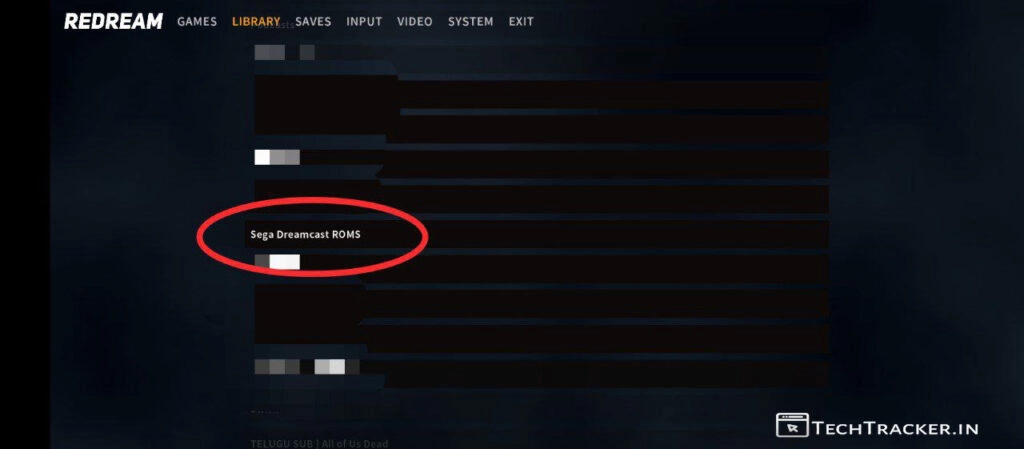 REDREAM GAMES LIBRARY SAVES INPUT VIDEO SYSTEM EXIT
Sega Dreamcast ROMS
TELUGU SUB | All of Us Dead
TECHTRACKER.IN